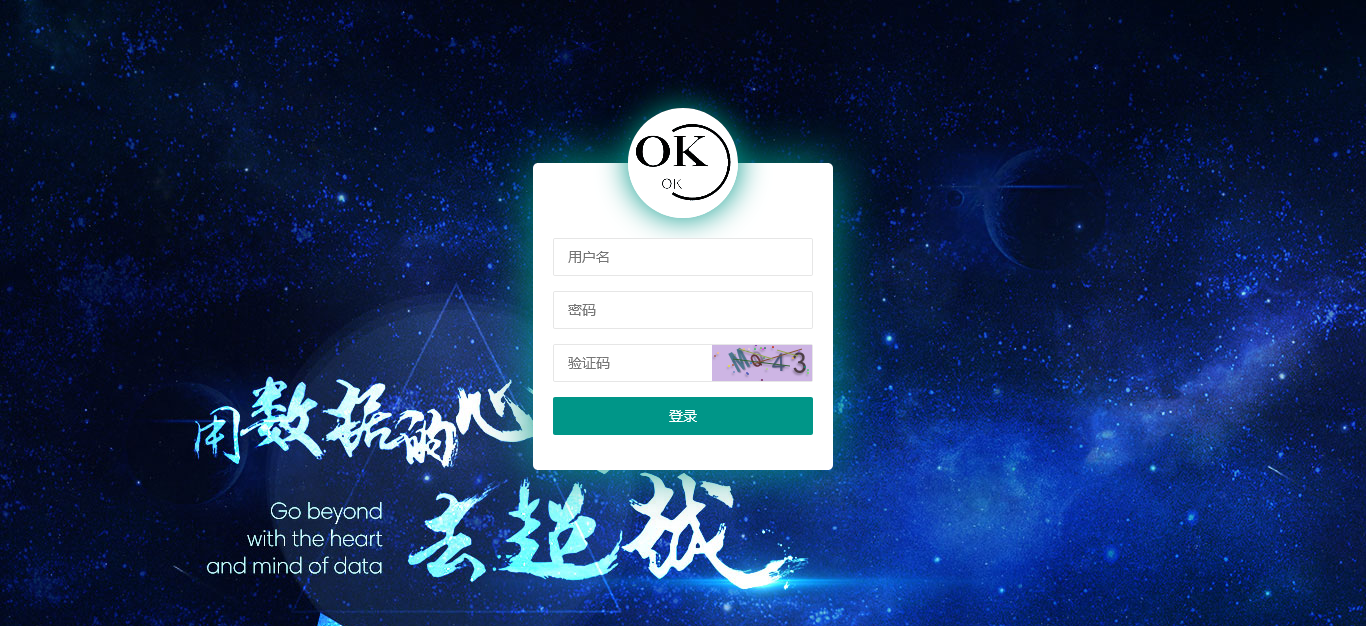 OK
OK
用户名
密码
验证码
登录
用数据的心
去超越
Go beyond
with the heart
and mind of data